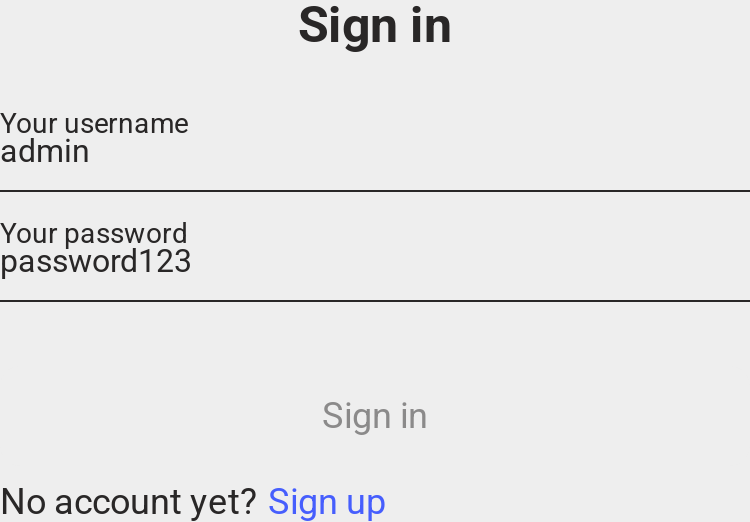 Sign in
Your username
admin
Your password
password123
Sign in
No account yet? Sign up